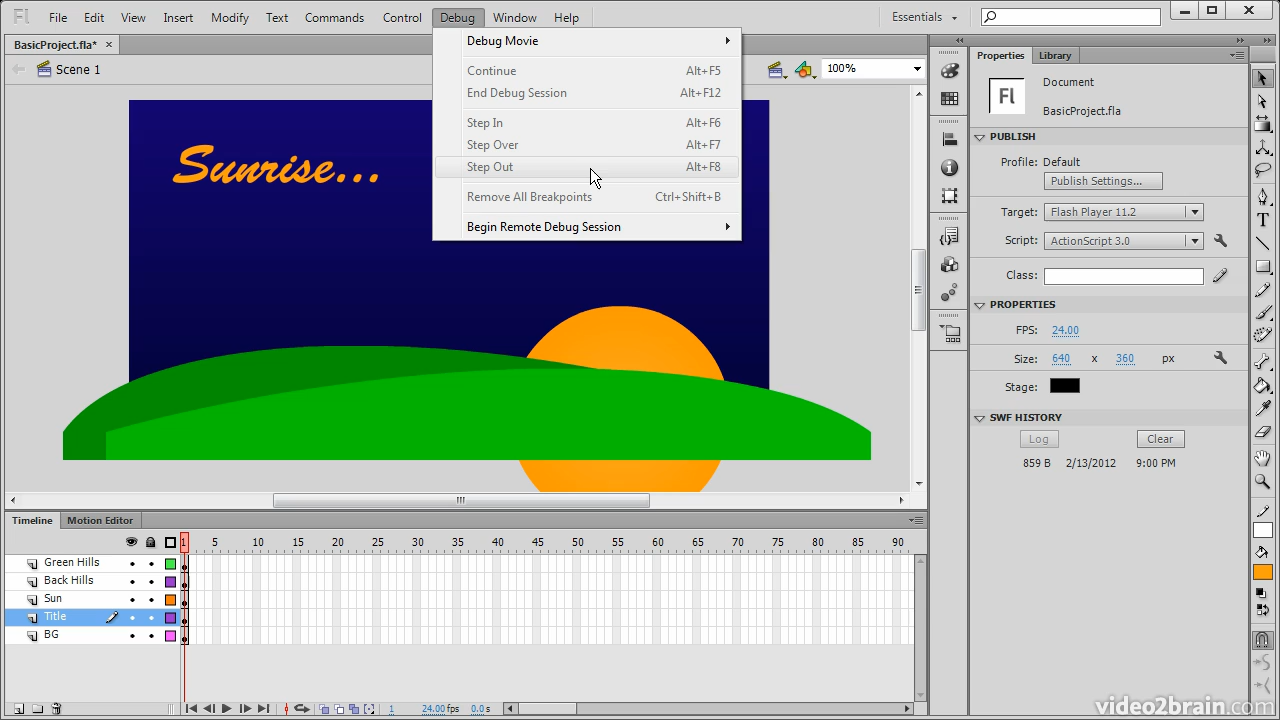 Fl File Edit View Insert Modify Text Commands Control Debug Window Help Essentials
BasicProject.fla* ×
Scene 1
100%
Debug Movie
Continue Alt+F5
End Debug Session Alt+F12
Step In Alt+F6
Step Over Alt+F7
Step Out Alt+F8
Remove All Breakpoints Ctrl+Shift+B
Begin Remote Debug Session
Sunrise...
Properties Library
Fl
Document
BasicProject.fla
PUBLISH
Profile: Default
Publish Settings...
Target: Flash Player 11.2
Script: ActionScript 3.0
Class:
PROPERTIES
FPS: 24.00
Size: 640 x 360 px
Stage:
SWF HISTORY
Log Clear
859 B 2/13/2012 9:00 PM
Timeline Motion Editor
1 5 10 15 20 25 30 35 40 45 50 55 60 65 70 75 80 85 90
Green Hills
Back Hills
Sun
Title
BG
1 24.00 fps 0.0 s
T
video2brain.com